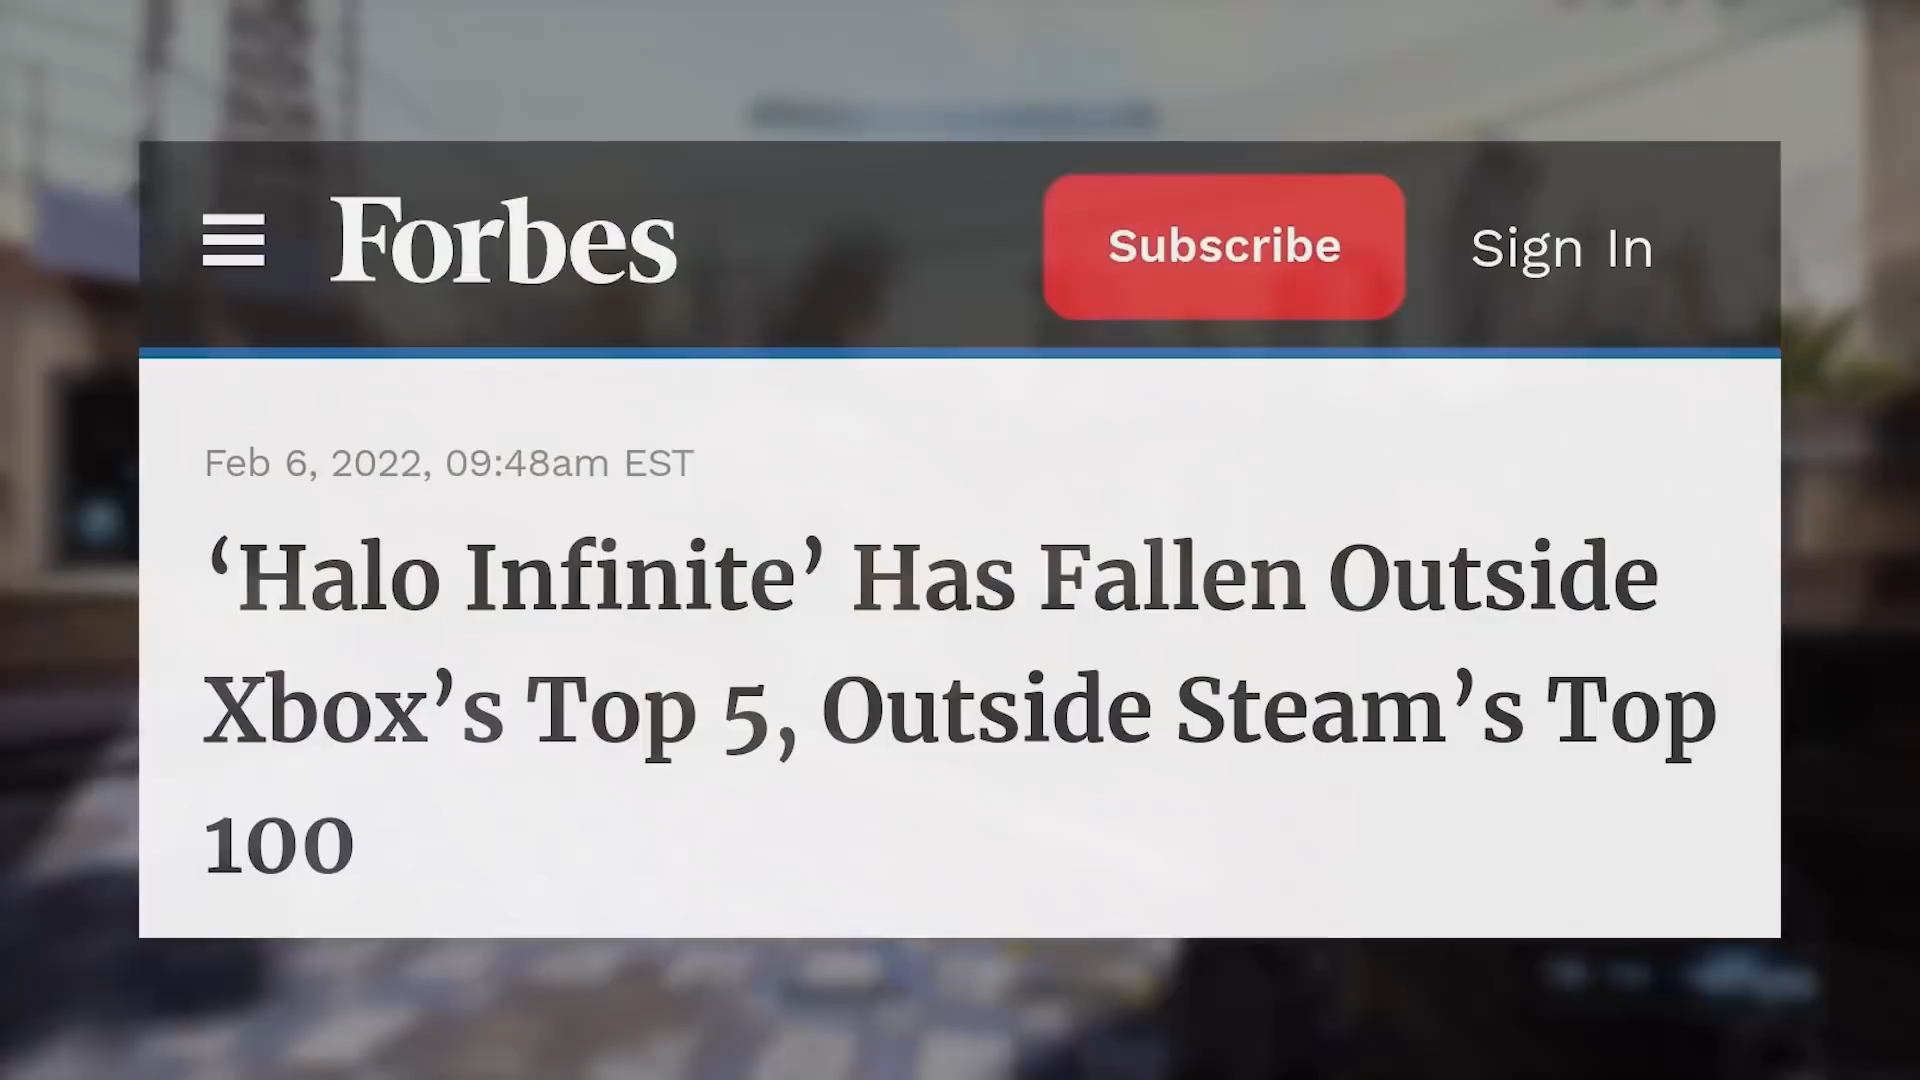 Forbes
Subscribe
Sign In
Feb 6, 2022, 09:48am EST
‘Halo Infinite’ Has Fallen Outside
Xbox’s Top 5, Outside Steam’s Top
100